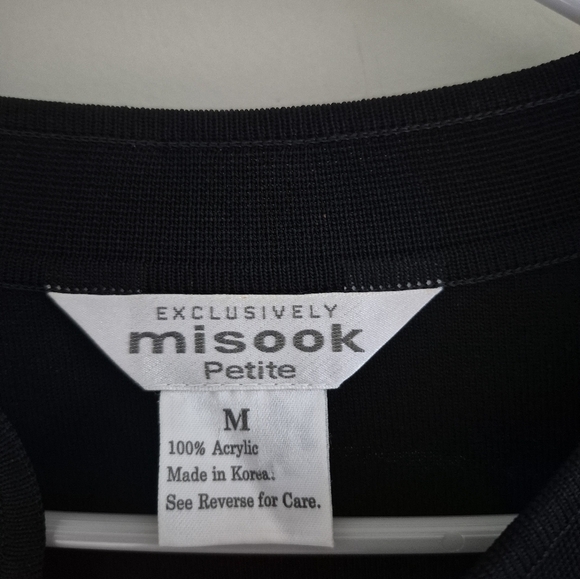 EXCLUSIVELY
misook
Petite
M
100% Acrylic
Made in Korea.
See Reverse for Care.